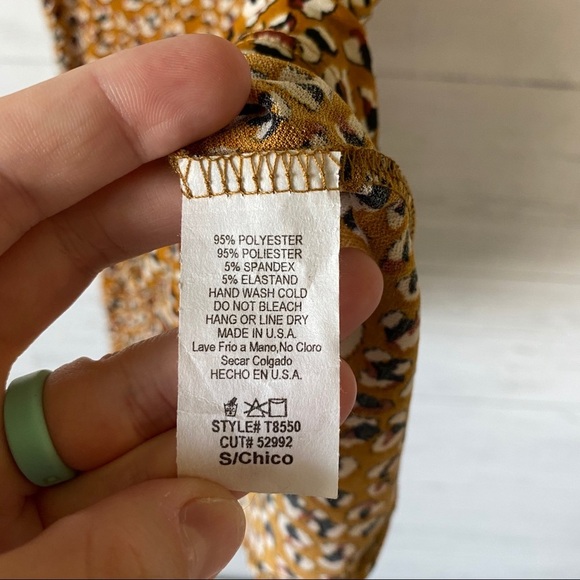 95% POLYESTER
95% POLIESTER
5% SPANDEX
5% ELASTAND
HAND WASH COLD
DO NOT BLEACH
HANG OR LINE DRY
MADE IN U.S.A.
Lave Frio a Mano,No Cloro
Secar Colgado
HECHO EN U.S.A.
STYLE# T8550
CUT# 52992
S/Chico